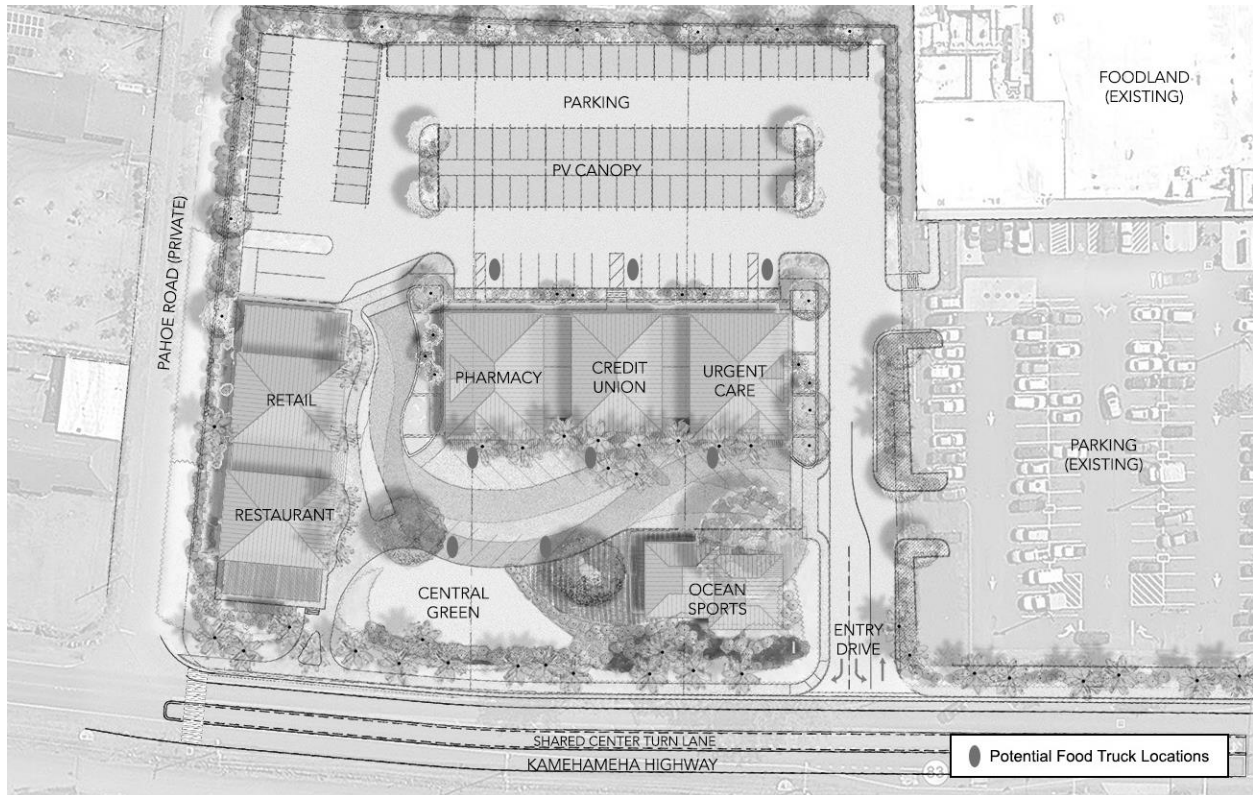 FOODLAND
(EXISTING)
PARKING
PV CANOPY
PAHOE ROAD (PRIVATE)
PHARMACY
CREDIT
UNION
URGENT
CARE
RETAIL
PARKING
(EXISTING)
RESTAURANT
CENTRAL
GREEN
OCEAN
SPORTS
ENTRY
DRIVE
SHARED CENTER TURN LANE
KAMEHAMEHA HIGHWAY
83
Potential Food Truck Locations